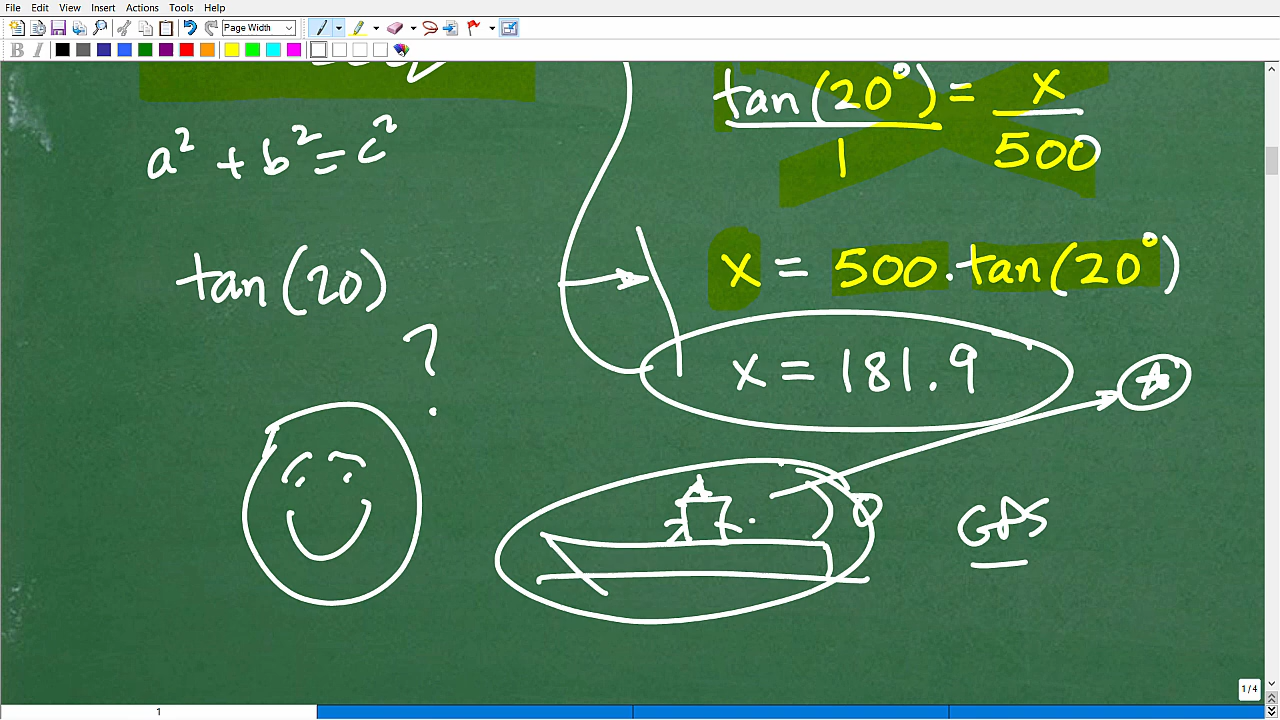 File Edit View Insert Actions Tools Help
Page Width
B I
tan(20°) = x
1 500
a² + b² = c²
x = 500 · tan(20°)
tan(20)
?
x = 181.9
1/4
1